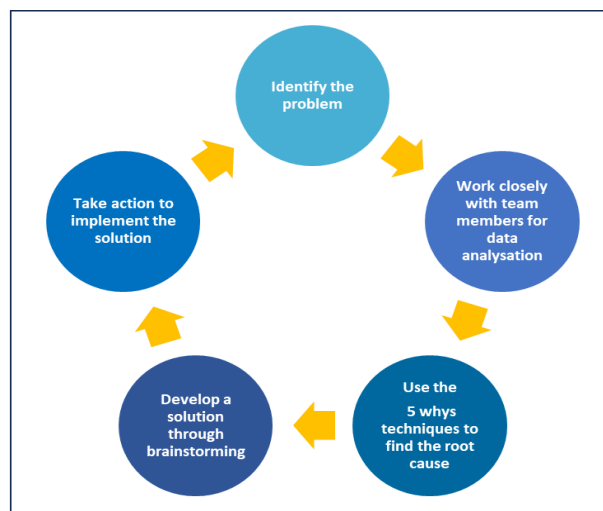 Identify the
problem
Work closely
with team
members for
data
analysation
Use the
5 whys
techniques to
find the root
cause
Develop a
solution
through
brainstorming
Take action to
implement the
solution